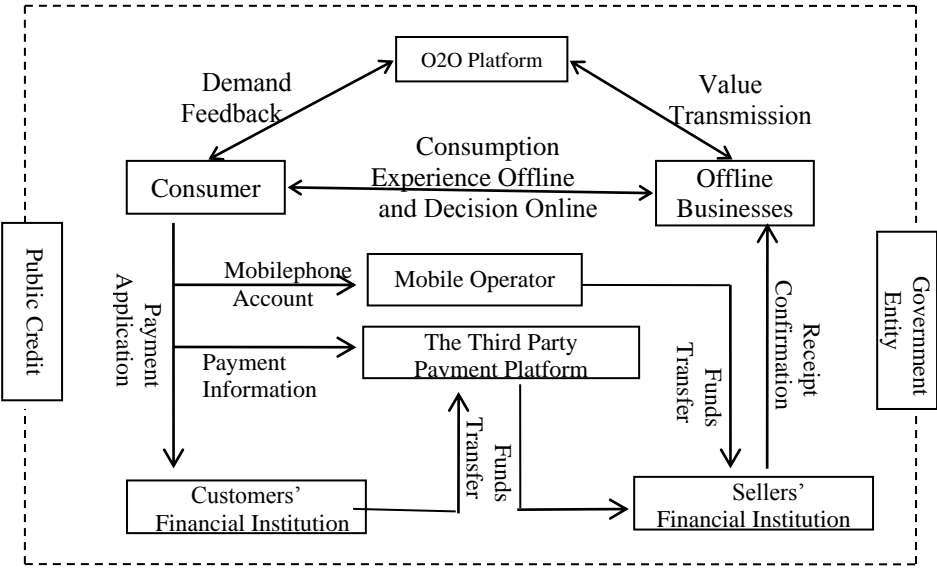 O2O Platform
Demand
Feedback
Value
Transmission
Consumer
Consumption
Experience Offline
and Decision Online
Offline
Businesses
Public Credit
Government
Entity
Payment
Application
Mobilephone
Account
Mobile Operator
Receipt
Confirmation
Payment
Information
The Third Party
Payment Platform
Funds
Transfer
Funds
Transfer
Customers’
Financial Institution
Sellers’
Financial Institution